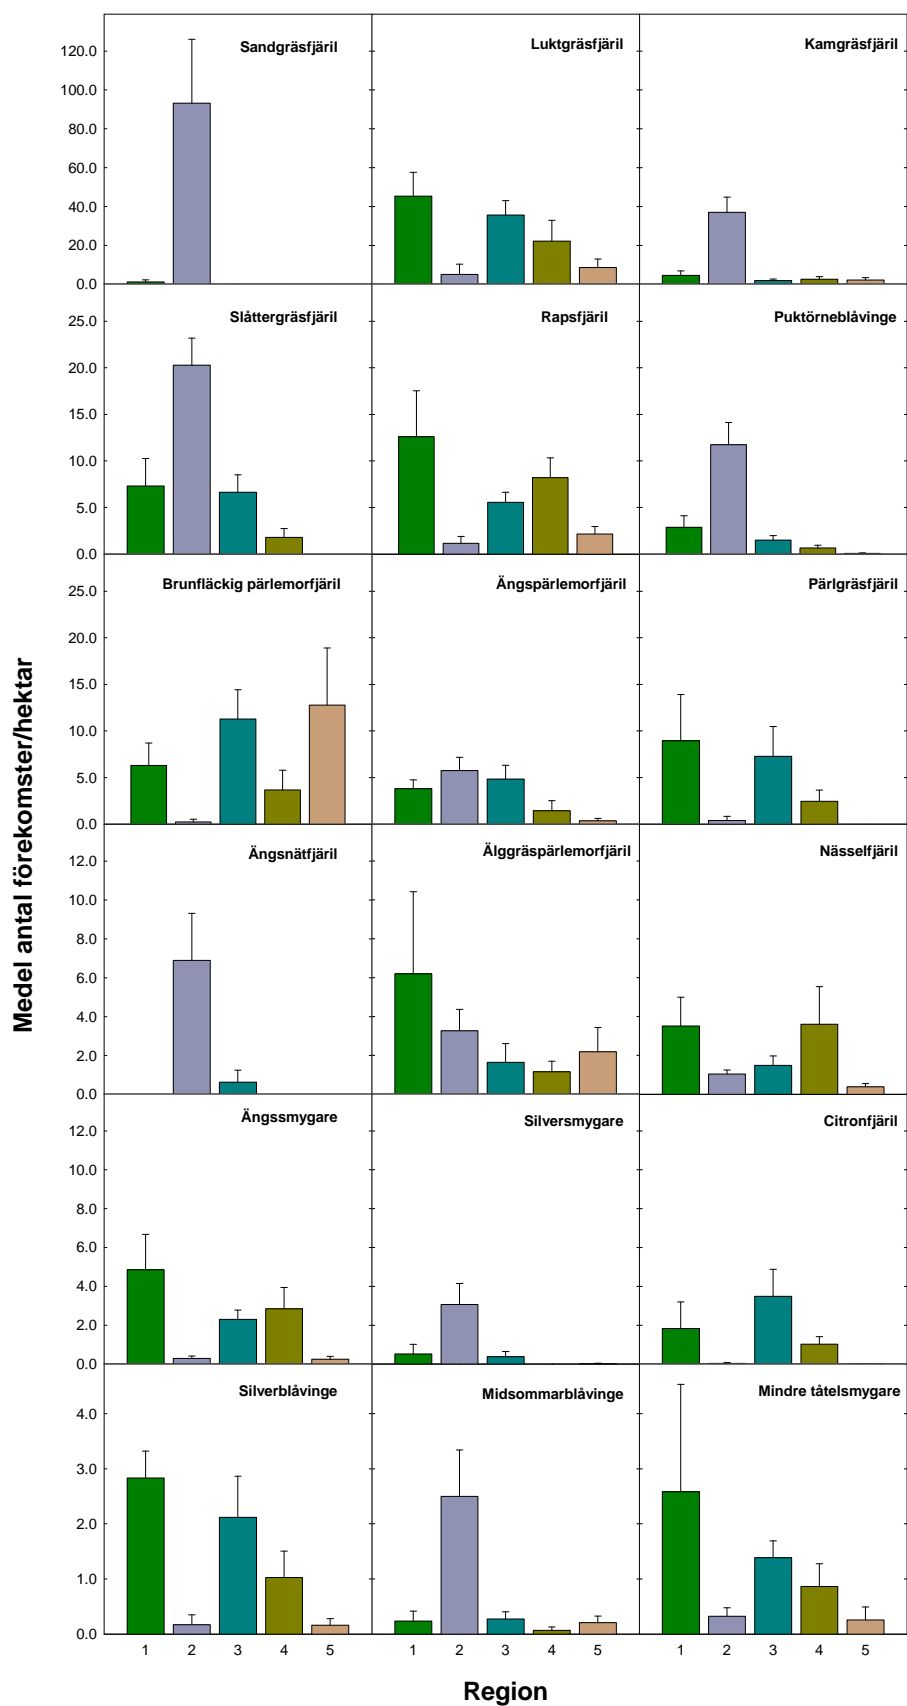 Medel antal förekomster/hektar
Sandgräsfjäril
Luktgräsfjäril
Kamgräsfjäril
120.0
100.0
80.0
60.0
40.0
20.0
0.0
Slåttergräsfjäril
Rapsfjäril
Puktörneblåvinge
25.0
20.0
15.0
10.0
5.0
0.0
Brunfläckig pärlemorfjäril
Ängspärlemorfjäril
Pärlgräsfjäril
25.0
20.0
15.0
10.0
5.0
0.0
Ängsnätfjäril
Älggräspärlemorfjäril
Nässelfjäril
12.0
10.0
8.0
6.0
4.0
2.0
0.0
Ängssmygare
Silversmygare
Citronfjäril
12.0
10.0
8.0
6.0
4.0
2.0
0.0
Silverblåvinge
Midsommarblåvinge
Mindre tåtelsmygare
4.0
3.0
2.0
1.0
0.0
1 2 3 4 5 1 2 3 4 5 1 2 3 4 5
Region